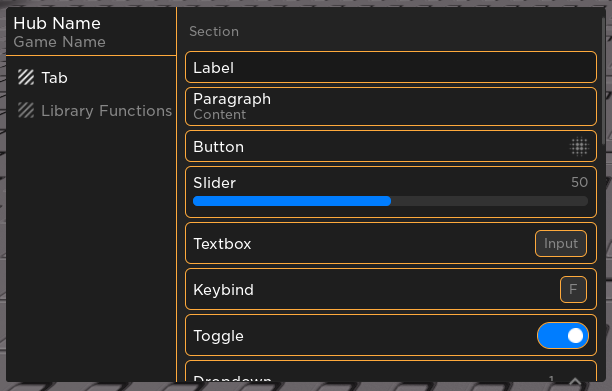 Hub Name
Game Name
Tab
Library Functions
Section
Label
Paragraph
Content
Button
Slider 50
Textbox Input
Keybind F
Toggle
Dropdown 1